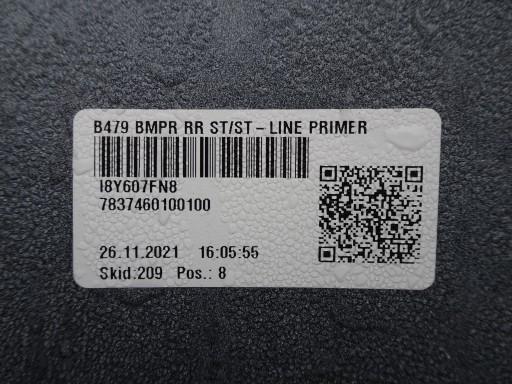 B479 BMPR RR ST/ST – LINE PRIMER
I8Y607FN8
7837460100100
26.11.2021 16:05:55
Skid:209 Pos.: 8